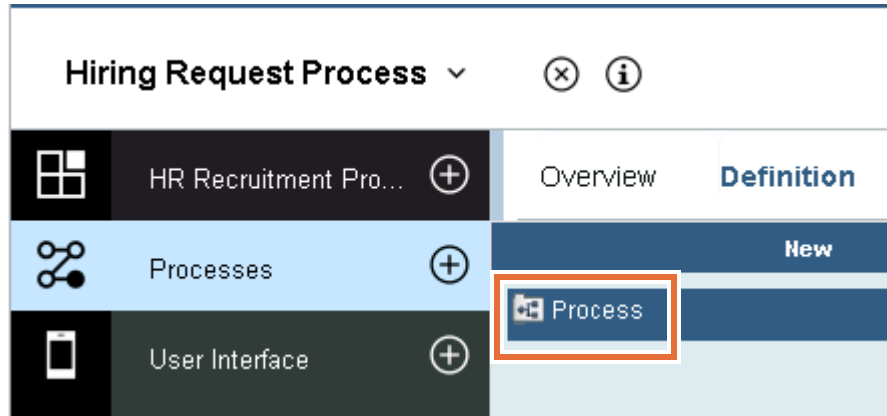 Hiring Request Process
HR Recruitment Pro...
Overview
Definition
Processes
New
Process
User Interface